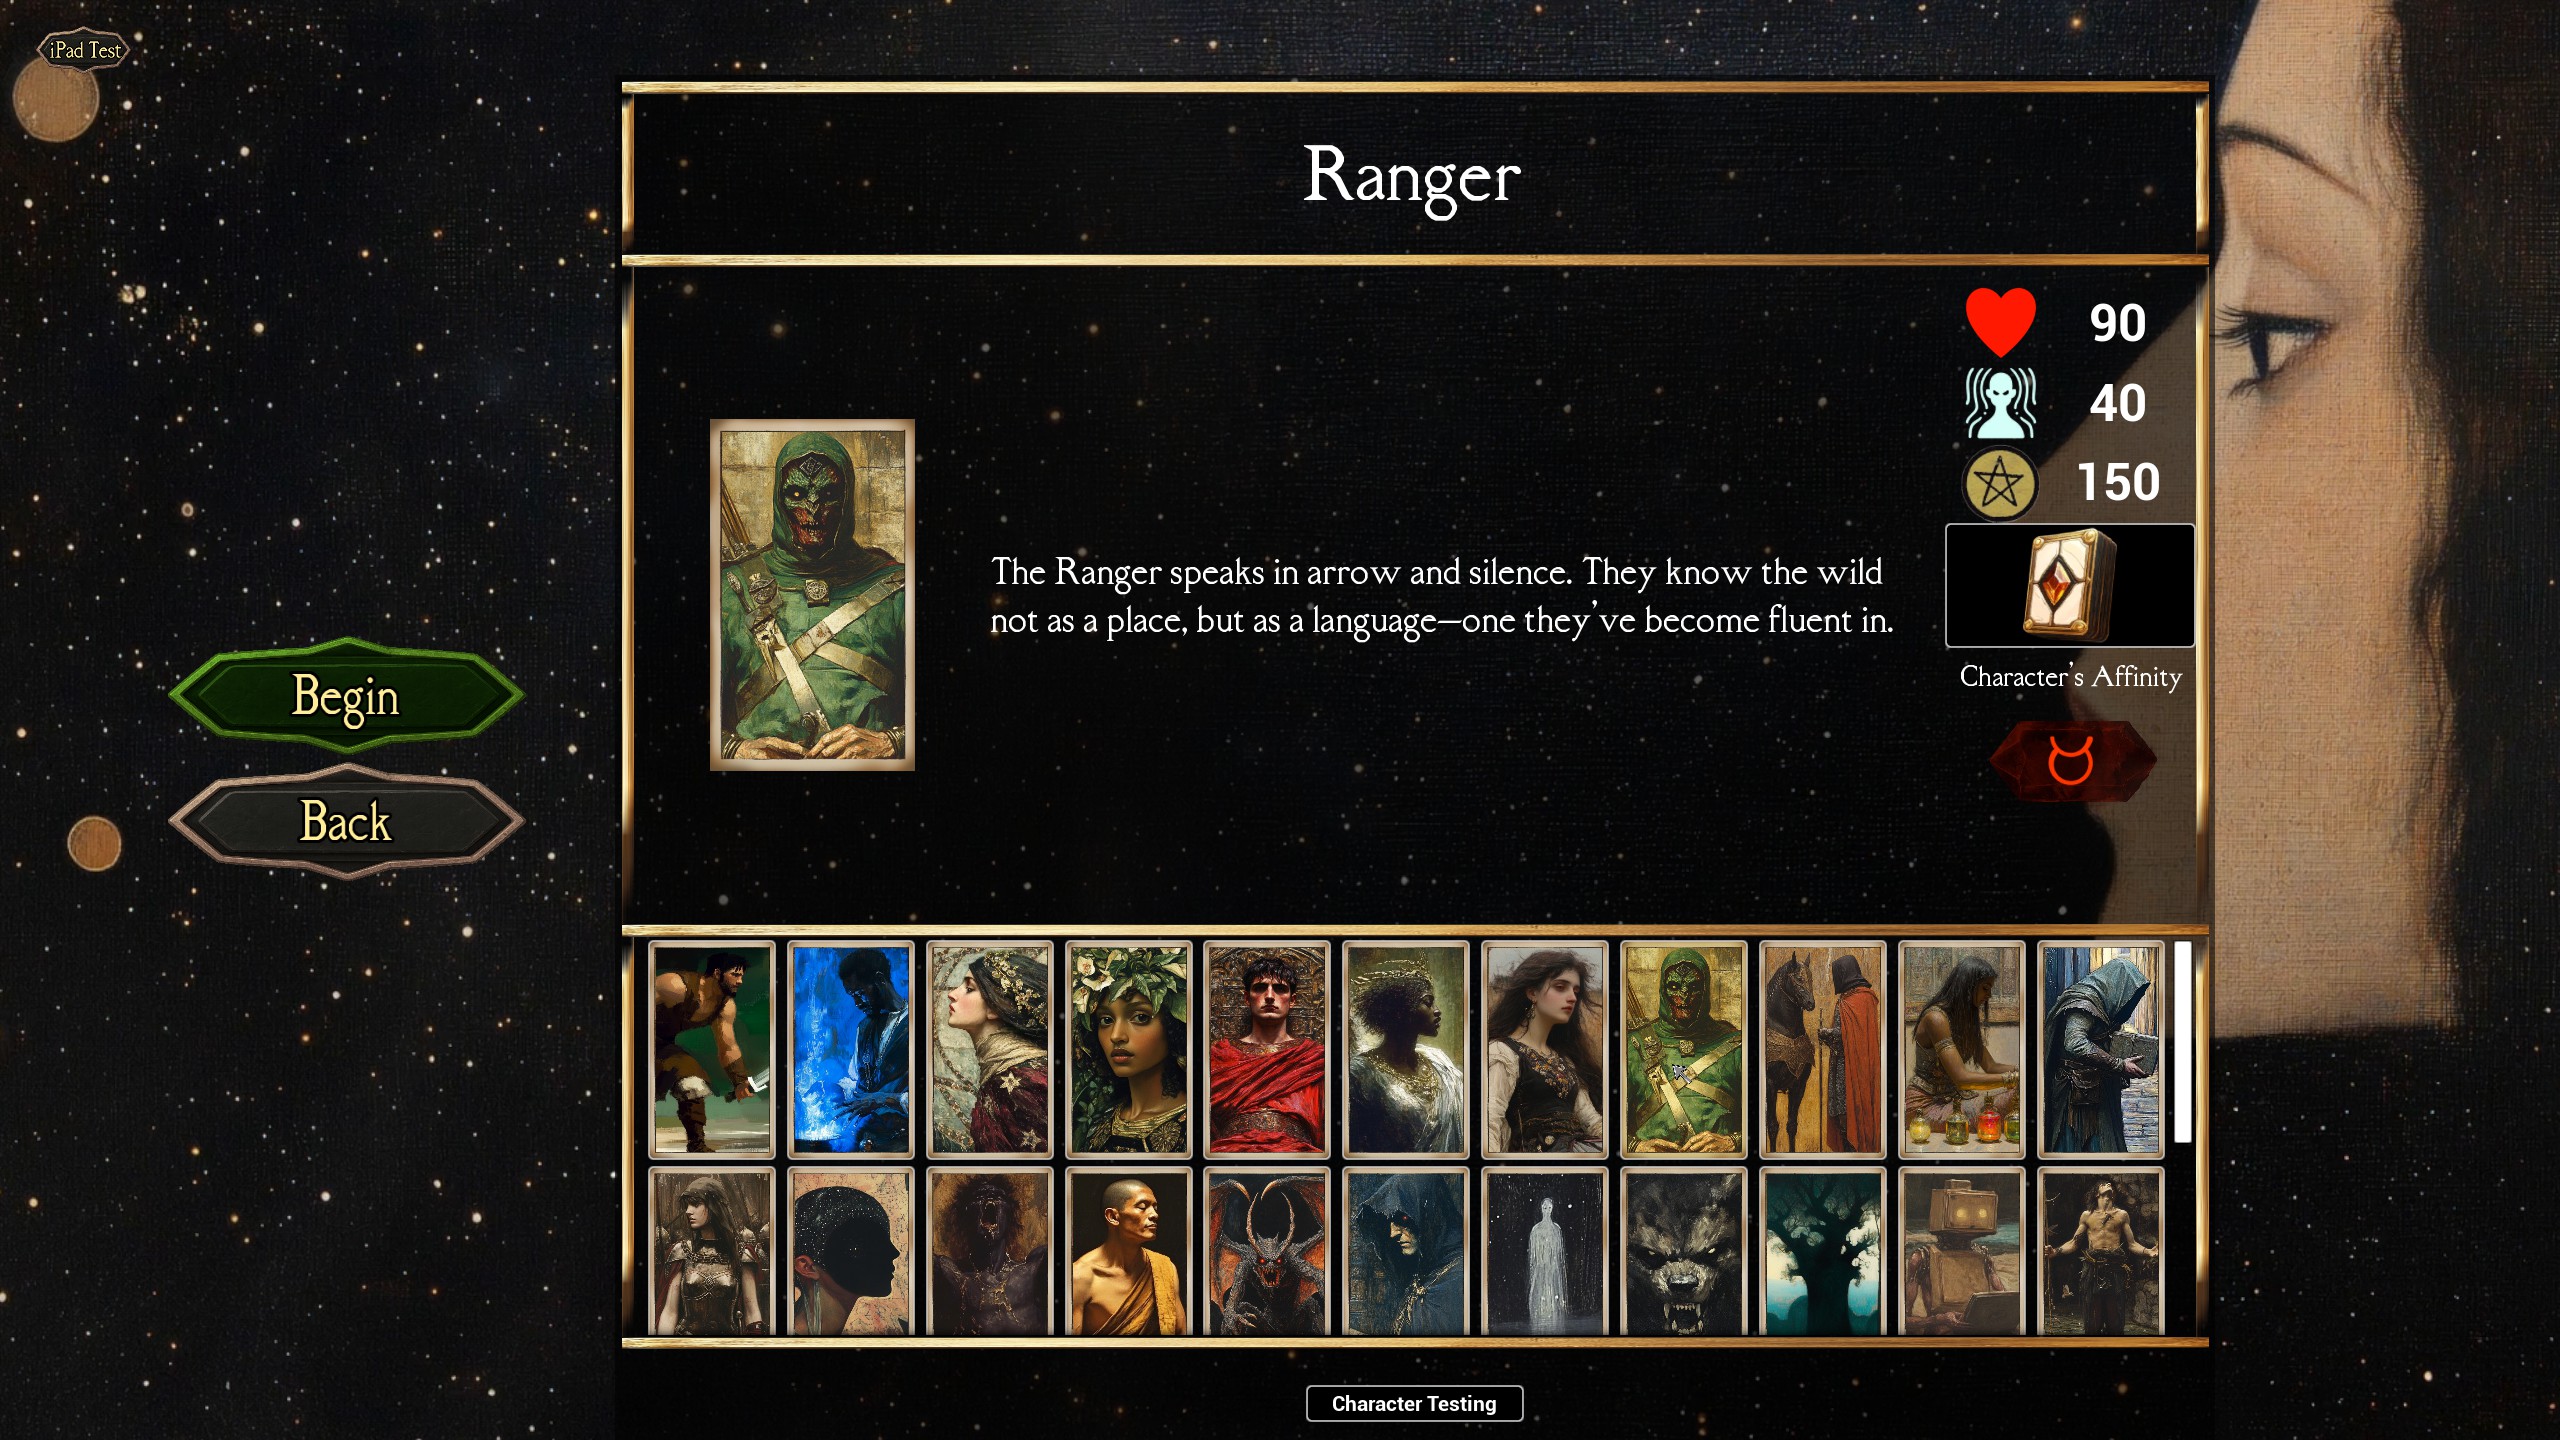 iPad Test
Ranger
90
40
150
The Ranger speaks in arrow and silence. They know the wild
not as a place, but as a language—one they've become fluent in.
Character's Affinity
Begin
Back
Character Testing